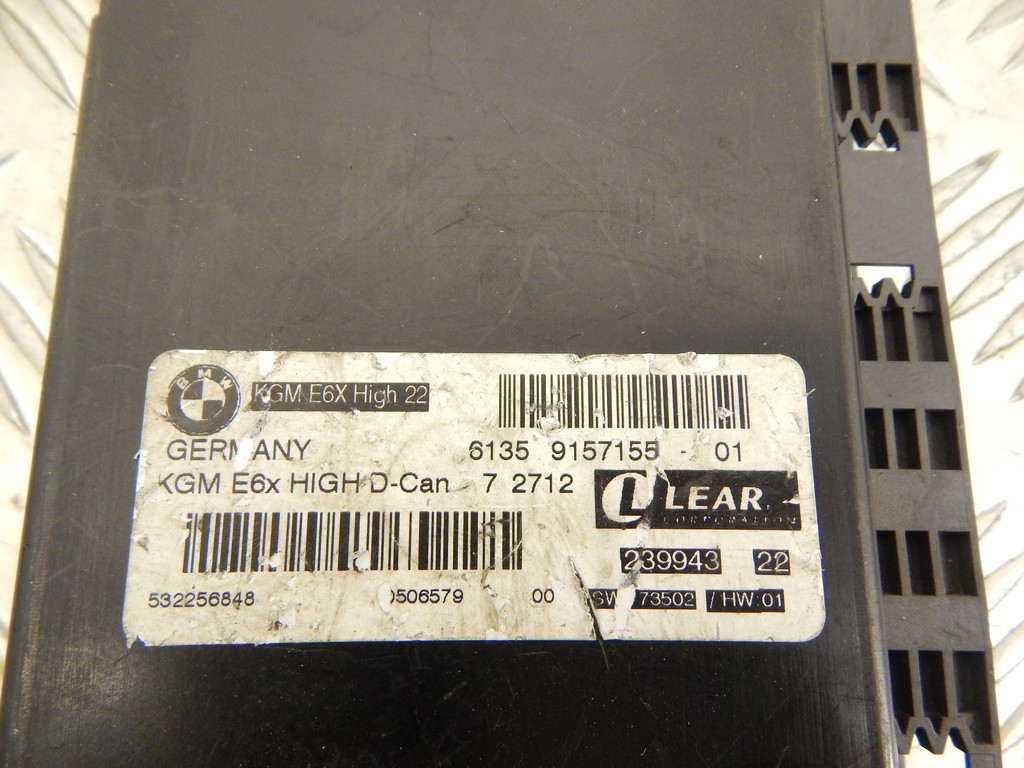 BMW KGM E6X High 22
GERMANY 6135 9157155 - 01
KGM E6x HIGH D-Can 7 2712
L LEAR
CORPORATION
239943 22
532256848 0506579 00 SW 73502 / HW:01